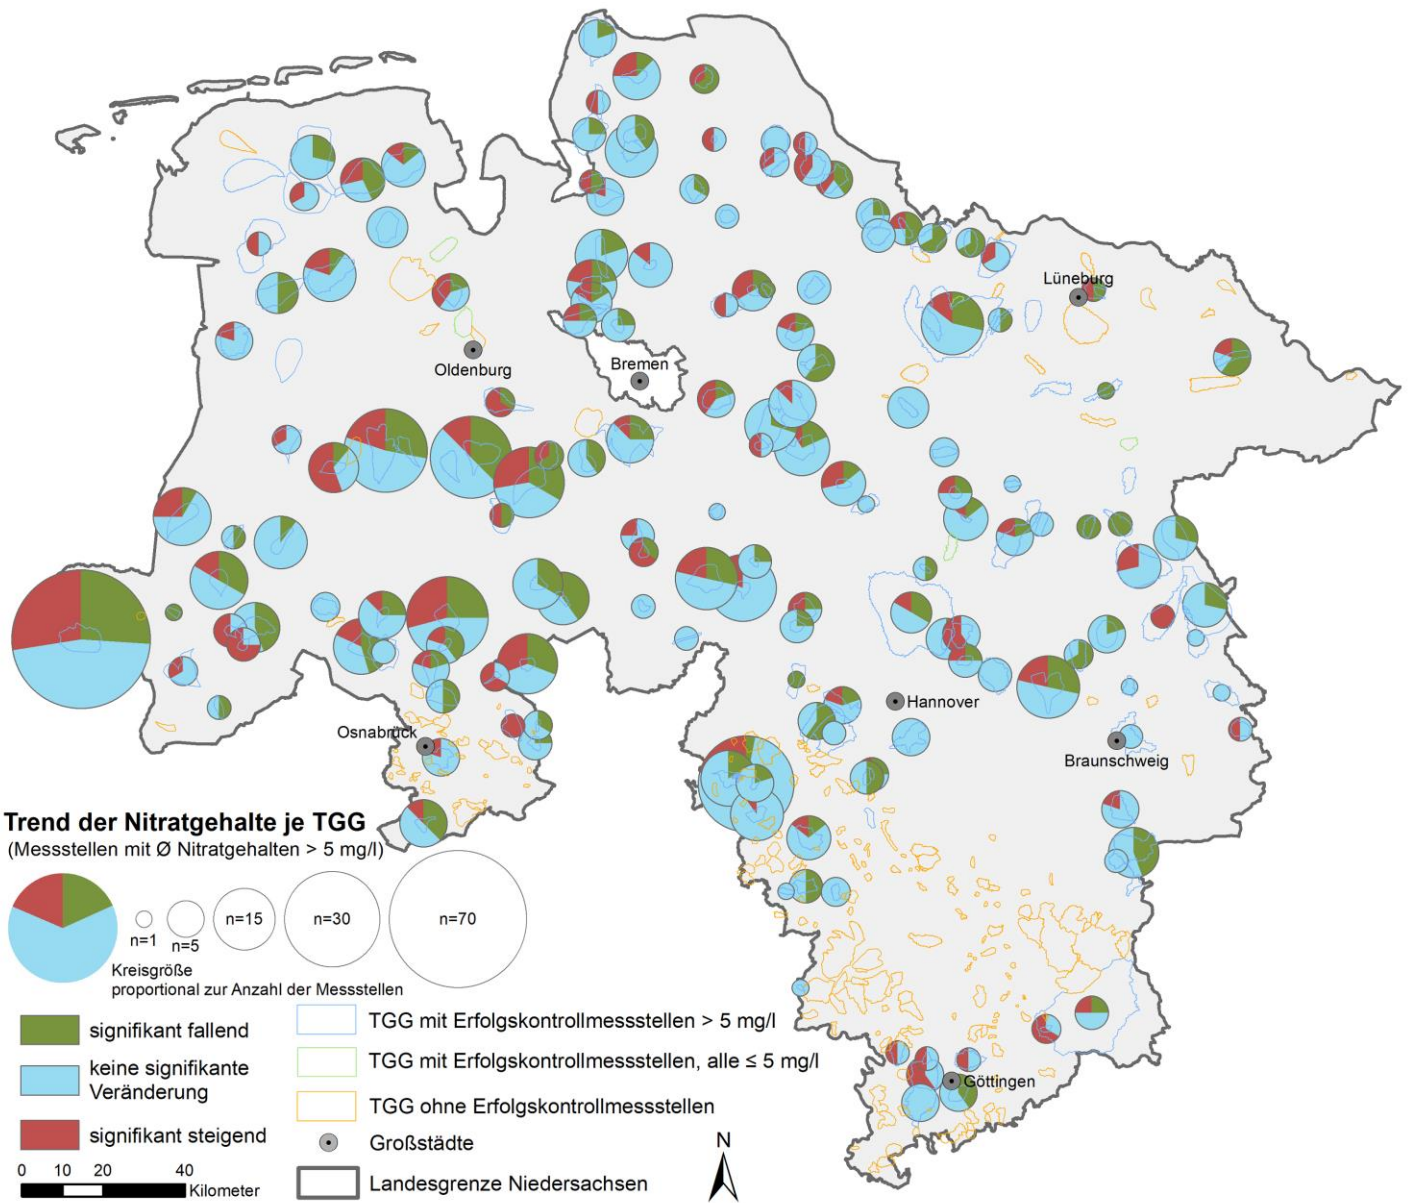 Lüneburg
Bremen
Oldenburg
Hannover
Osnabrück
Braunschweig
Göttingen
Trend der Nitratgehalte je TGG
(Messstellen mit Ø Nitratgehalten > 5 mg/l)
n=1
n=5
n=15
n=30
n=70
Kreisgröße
proportional zur Anzahl der Messstellen
signifikant fallend
keine signifikante
Veränderung
signifikant steigend
0 10 20 40
Kilometer
TGG mit Erfolgskontrollmessstellen > 5 mg/l
TGG mit Erfolgskontrollmessstellen, alle ≤ 5 mg/l
TGG ohne Erfolgskontrollmessstellen
Großstädte
Landesgrenze Niedersachsen
N